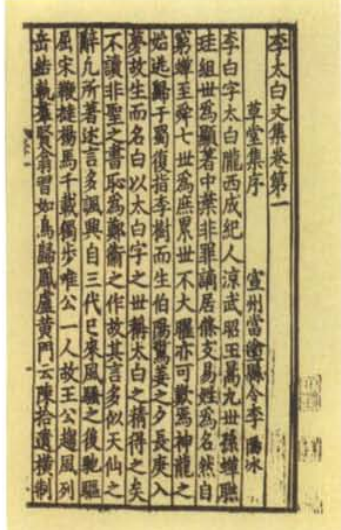 李太白文集卷第一
草堂集序 宣州當塗縣令李陽冰
李白字太白隴西成紀人涼武昭王暠九世孫蟬聯
珪組世爲顯著中葉非罪謫居條支易姓爲名然自
窮蟬至舜七世爲庶累世不大曜亦可歎焉神龍之
始逃歸于蜀復指李樹而生伯陽驚姜之夕長庚入
夢故生而名白以太白字之世稱太白之精得之矣
不讀非聖之書恥爲鄭衛之作故其言多似天仙之
辭凡所著述言多諷興自三代已來風騷之後馳驅
屈宋鞭撻揚馬千載獨步唯公一人故王公趨風列
岳結軌羣賢翕習如鳥歸鳳盧黃門云陳拾遺橫制